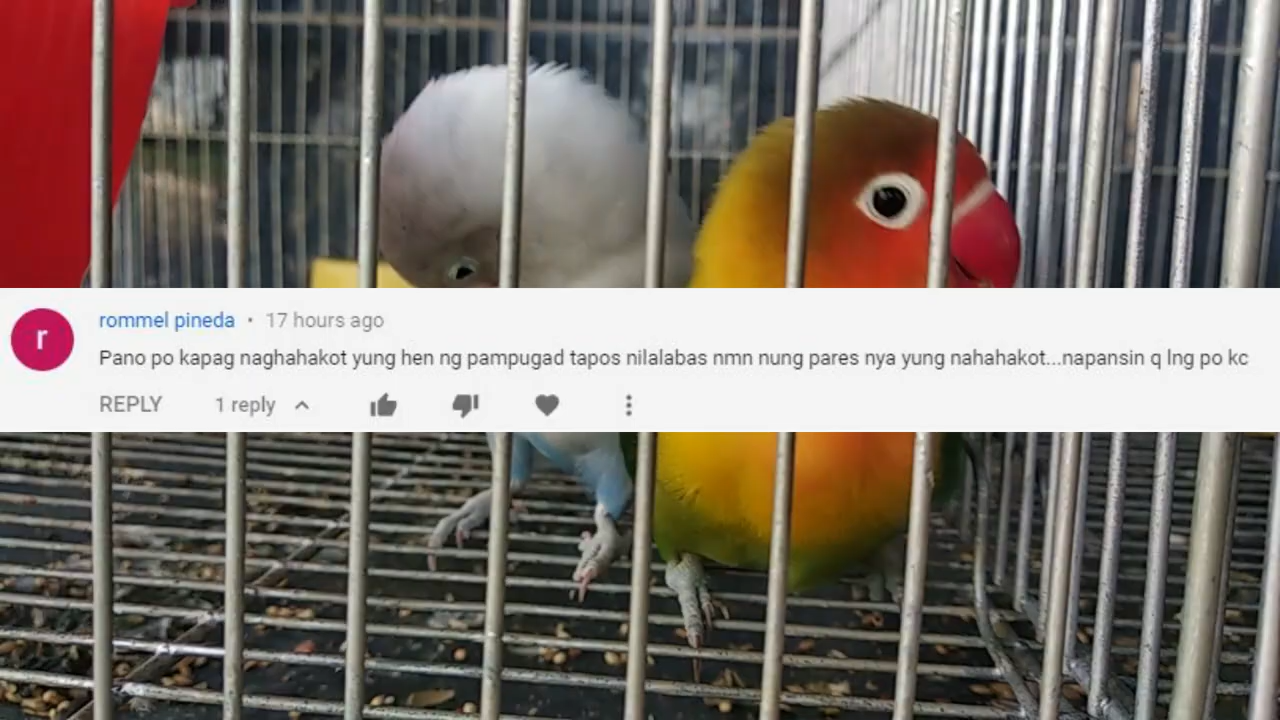 r
rommel pineda • 17 hours ago
Pano po kapag naghahakot yung hen ng pampugad tapos nilalabas nmn nung pares nya yung nahahakot...napansin q lng po kc
REPLY 1 reply